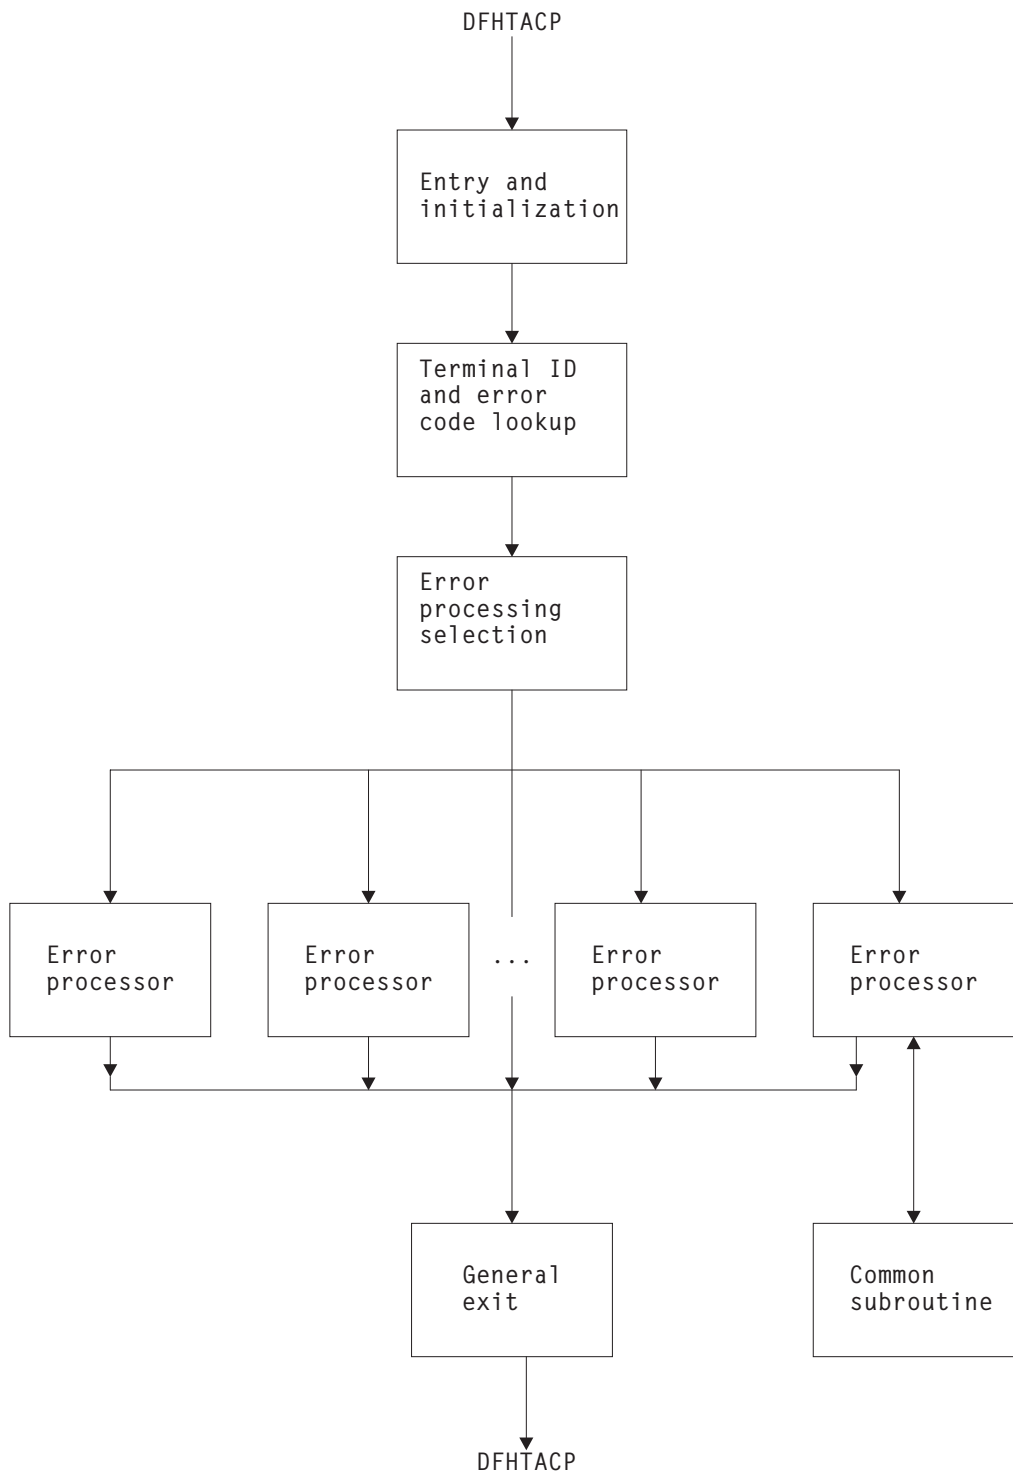 DFHTACP
Entry and
initialization
Terminal ID
and error
code lookup
Error
processing
selection
Error
processor
Error
processor
...
Error
processor
Error
processor
General
exit
Common
subroutine
DFHTACP